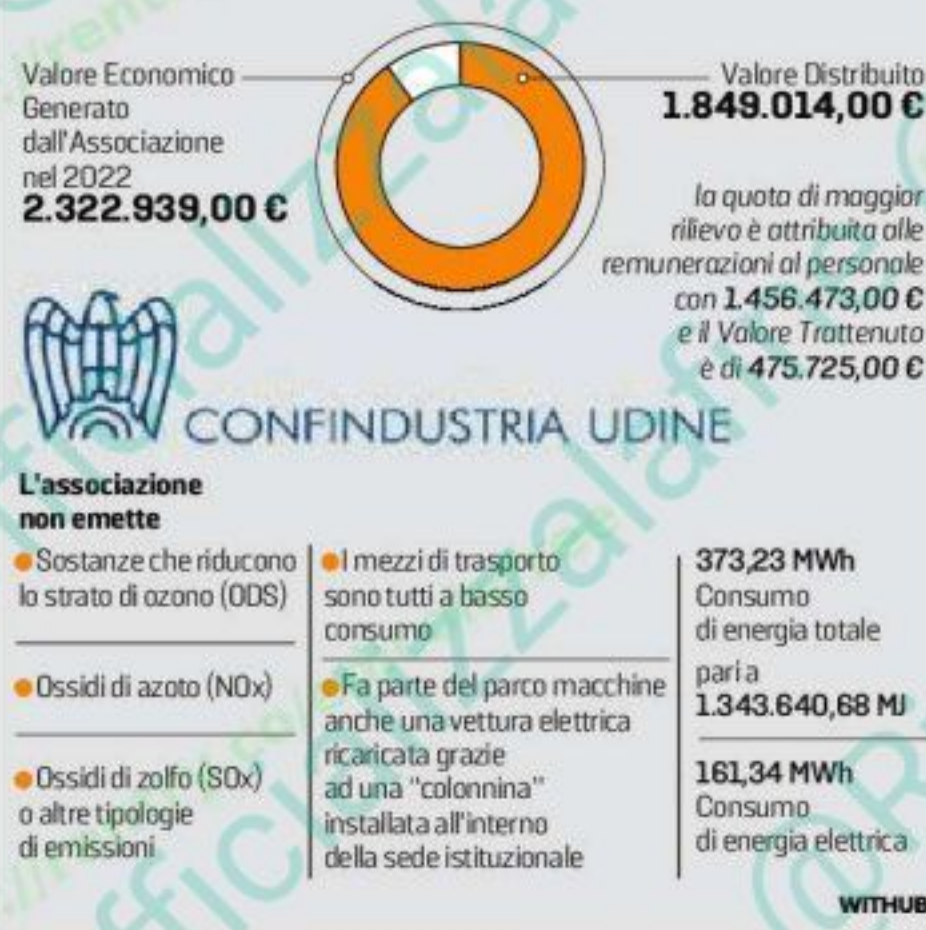 Valore Economico
Generato
dall'Associazione
nel 2022
2.322.939,00 €
Valore Distribuito
1.849.014,00 €
la quota di maggior
rilievo è attribuita alle
remunerazioni al personale
con 1.456.473,00 €
e il Valore Trattenuto
è di 475.725,00 €
CONFINDUSTRIA UDINE
L'associazione
non emette
Sostanze che riducono
lo strato di ozono (ODS)
Ossidi di azoto (NOx)
Ossidi di zolfo (SOx)
o altre tipologie
di emissioni
I mezzi di trasporto
sono tutti a basso
consumo
Fa parte del parco macchine
anche una vettura elettrica
ricaricata grazie
ad una "colonnina"
installata all'interno
della sede istituzionale
373,23 MWh
Consumo
di energia totale
pari a
1.343.640,68 MJ
161,34 MWh
Consumo
di energia elettrica
WITHUB